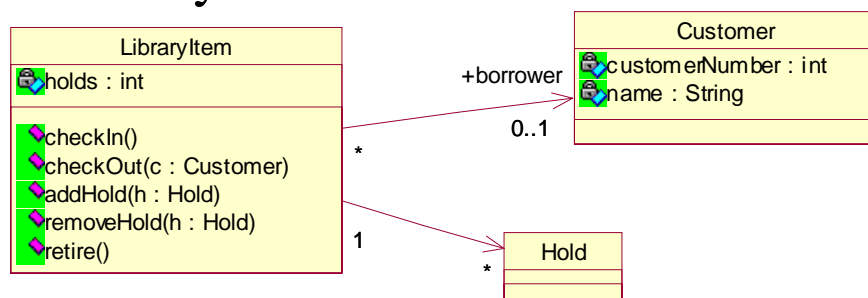 LibraryItem
holds : int
checkIn()
checkOut(c : Customer)
addHold(h : Hold)
removeHold(h : Hold)
retire()
+borrower
*
0..1
1
*
Customer
customerNumber : int
name : String
Hold